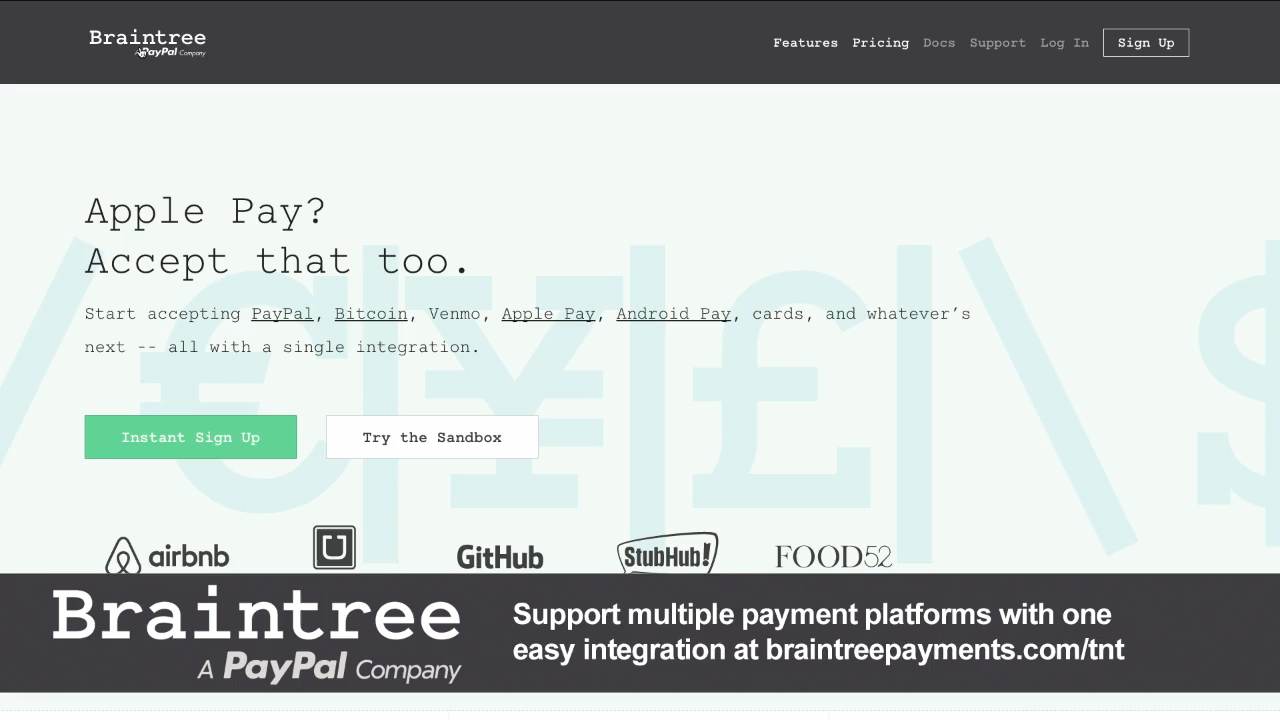 Braintree
A PayPal Company
Features Pricing Docs Support Log In Sign Up
Apple Pay?
Accept that too.
Start accepting PayPal, Bitcoin, Venmo, Apple Pay, Android Pay, cards, and whatever’s
next -- all with a single integration.
Instant Sign Up Try the Sandbox
airbnb U GitHub StubHub! FOOD52
Braintree
A PayPal Company
Support multiple payment platforms with one
easy integration at braintreepayments.com/tnt